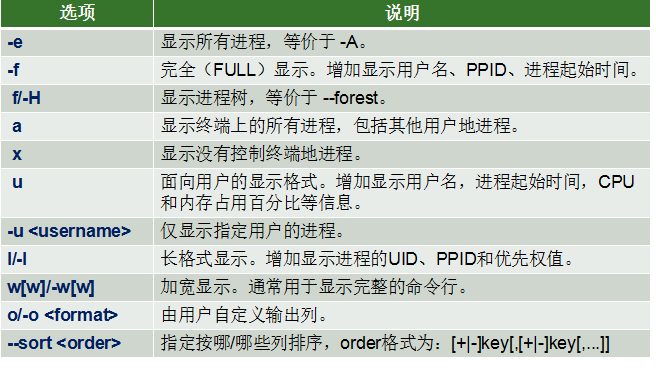 选项 说明
-e 显示所有进程，等价于 -A。
-f 完全（FULL）显示。增加显示用户名、PPID、进程起始时间。
f/-H 显示进程树，等价于 --forest。
a 显示终端上的所有进程，包括其他用户地进程。
x 显示没有控制终端地进程。
u 面向用户的显示格式。增加显示用户名，进程起始时间，CPU
和内存占用百分比等信息。
-u <username> 仅显示指定用户的进程。
l/-l 长格式显示。增加显示进程的UID、PPID和优先权值。
w[w]/-w[w] 加宽显示。通常用于显示完整的命令行。
o/-o <format> 由用户自定义输出列。
--sort <order> 指定按哪/哪些列排序，order格式为：[+|-]key[,[+|-]key[,...]]